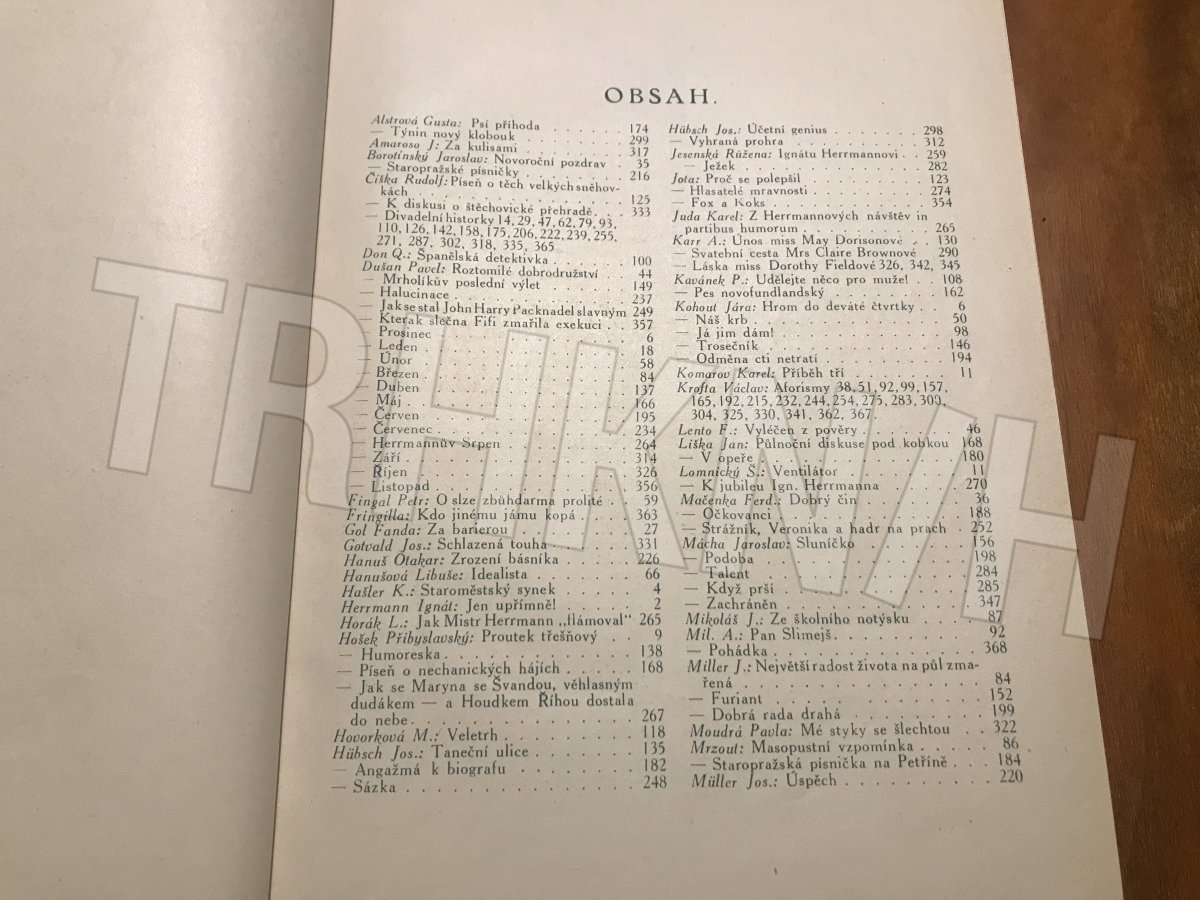 OBSAH.
Alstrová Gusta: Psí příhoda . . . . . . 174
— Týnin nový klobouk . . . . . . 299
Amaroso J: Za kulisami . . . . . . 317
Borotínský Jaroslav: Novoroční pozdrav . 35
— Staropražské písničky . . . . . . 216
Čiška Rudolf: Píseň o těch velkých sněhov-
kách . . . . . . 125
— K diskusi o štěchovické přehradě. . . 333
— Divadelní historky 14, 29, 47, 62, 79, 93,
110, 126, 142, 158, 175, 206, 222, 239, 255,
271, 287, 302, 318, 335, 365
Don Q.: Španělská detektivka . . . . . 100
Dušan Pavel: Roztomilé dobrodružství . . 44
— Mrholíkův poslední výlet . . . . . . 149
— Halucinace . . . . . . 237
— Jak se stal John Harry Packnadel slavným 249
— Kterak slečna Fifi zmařila exekuci . . 357
— Prosinec . . . . . . 6
— Leden . . . . . . 18
— Únor . . . . . . 58
— Březen . . . . . . 84
— Duben . . . . . . 137
— Máj . . . . . . 166
— Červen . . . . . . 195
— Červenec . . . . . . 234
— Herrmannův Srpen . . . . . . 264
— Září . . . . . . 314
— Říjen . . . . . . 326
— Listopad . . . . . . 356
Fingal Petr: O slze zbůhdarma prolité . . 59
Fringilla: Kdo jinému jámu kopá . . . . 363
Gol Fanda: Za barierou . . . . . . 27
Gotvald Jos.: Schlazená touha . . . . . 331
Hanuš Otakar: Zrození básníka . . . . . 226
Hanušová Libuše: Idealista . . . . . . 66
Hašler K.: Staroměstský synek . . . . . 4
Herrmann Ignát: Jen upřímně! . . . . . 2
Horák L.: Jak Mistr Herrmann „flámoval“ 265
Hošek Přibyslavský: Proutek třešňový . . 9
— Humoreska . . . . . . 138
— Píseň o nechanických hájích . . . . . 168
— Jak se Maryna se Švandou, věhlasným
dudákem — a Houdkem Říhou dostala
do nebe . . . . . . 267
Hovorková M.: Veletrh . . . . . . 118
Hübsch Jos.: Taneční ulice . . . . . . 135
— Angažmá k biografu . . . . . . 182
— Sázka . . . . . . 248
Hübsch Jos.: Účetní genius . . . . . . 298
— Vyhraná prohra . . . . . . 312
Jesenská Růžena: Ignátu Herrmannovi . . 259
— Ježek . . . . . . 282
Jota: Proč se polepšil . . . . . . 123
— Hlasatelé mravnosti . . . . . . 274
— Fox a Koks . . . . . . 354
Juda Karel: Z Herrmannových návštěv in
partibus humorum . . . . . . 265
Karr A.: Únos miss May Dorisonové . . 130
— Svatební cesta Mrs Claire Brownové 290
— Láska miss Dorothy Fieldové 326, 342, 345
Kavánek P.: Udělejte něco pro muže! . . 108
— Pes novofundlandský . . . . . . 162
Kohout Jára: Hrom do deváté čtvrtky . . 6
— Náš krb . . . . . . 50
— Já jim dám! . . . . . . 98
— Trosečník . . . . . . 146
— Odměna cti netratí . . . . . . 194
Komarov Karel: Příběh tří . . . . . . 11
Krofta Václav: Aforismy 38, 51, 92, 99, 157,
165, 192, 215, 232, 244, 254, 275, 283, 300,
304, 325, 330, 341, 362, 367.
Lento F.: Vyléčen z pověry . . . . . . 46
Liška Jan: Půlnoční diskuse pod kobkou 168
— V opeře . . . . . . 180
Lomnický Š.: Ventilátor . . . . . . 11
— K jubileu Ign. Herrmanna . . . . . . 270
Mačenka Ferd.: Dobrý čin . . . . . . 36
— Očkovanci . . . . . . 188
— Strážník, Veronika a hadr na prach . 252
Mácha Jaroslav: Sluníčko . . . . . . 156
— Podoba . . . . . . 198
— Talent . . . . . . 284
— Když prší . . . . . . 285
— Zachráněn . . . . . . 347
Mikoláš J.: Ze školního notýsku . . . . 87
Mil. A.: Pan Slimejš . . . . . . 92
— Pohádka . . . . . . 368
Miller J.: Největší radost života na půl zma-
řená . . . . . . 84
— Furiant . . . . . . 152
— Dobrá rada drahá . . . . . . 199
Moudrá Pavla: Mé styky se šlechtou . . 322
Mrzout: Masopustní vzpomínka . . . . . 86
— Staropražská písnička na Petříně . . . 184
Müller Jos.: Úspěch . . . . . . 220
TRHKNIH